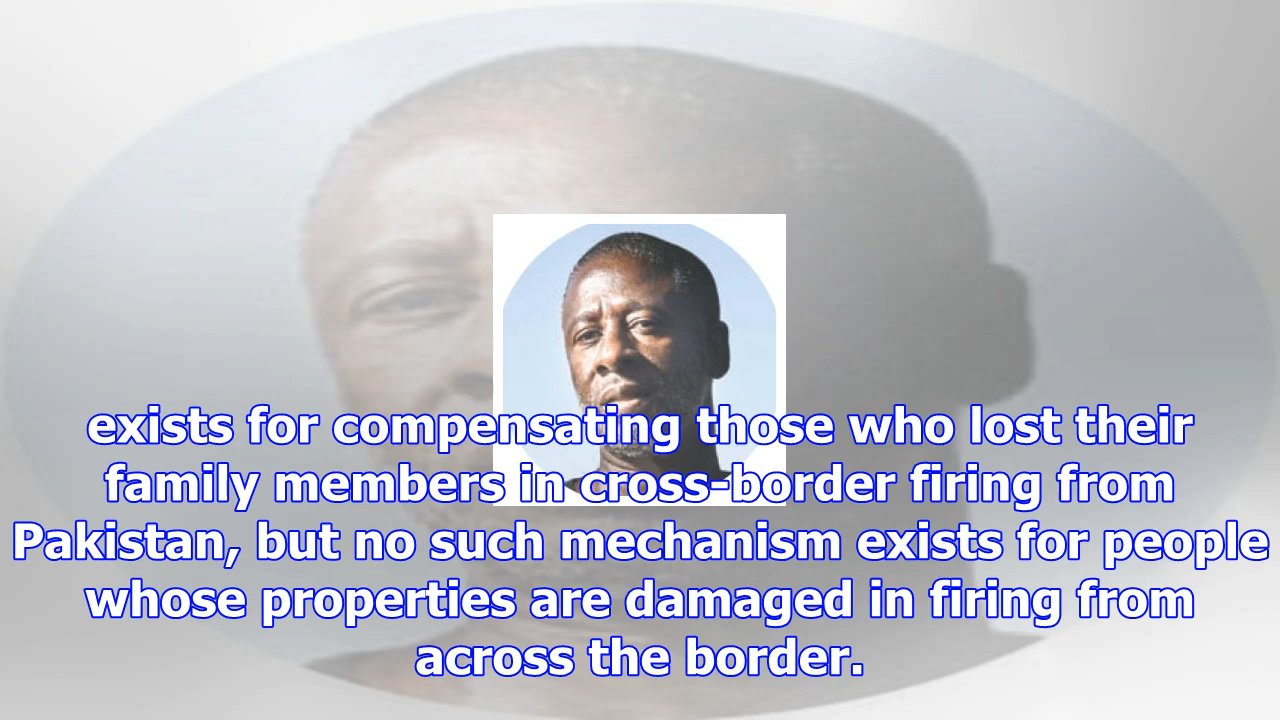 exists for compensating those who lost their
family members in cross-border firing from
Pakistan, but no such mechanism exists for people
whose properties are damaged in firing from
across the border.